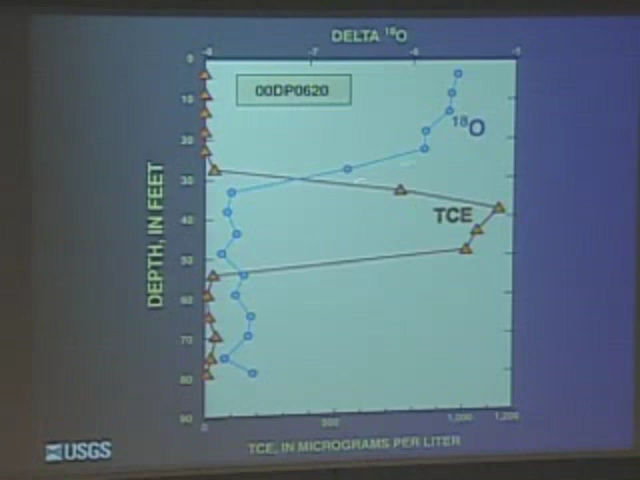 DELTA ¹⁸O
-8 -7 -6 -5
0
10
20
30
40
50
60
70
80
90
00DP0620
¹⁸O
TCE
DEPTH, IN FEET
0 500 1,000 1,200
TCE, IN MICROGRAMS PER LITER
USGS